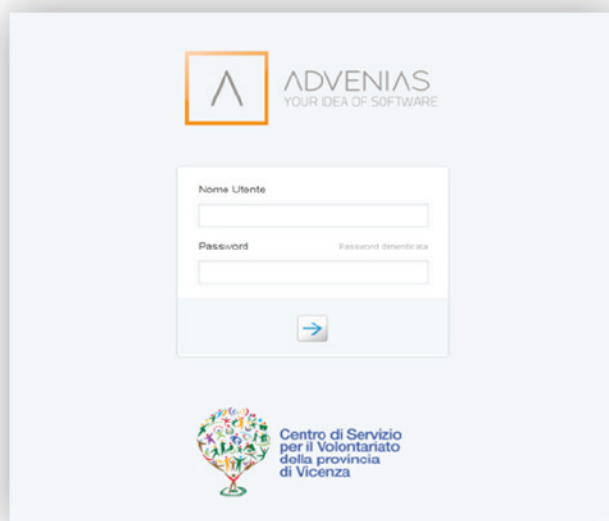 ADVENIAS
YOUR IDEA OF SOFTWARE
Nome Utente
Password
Password dimenticata
Centro di Servizio
per il Volontariato
della provincia
di Vicenza